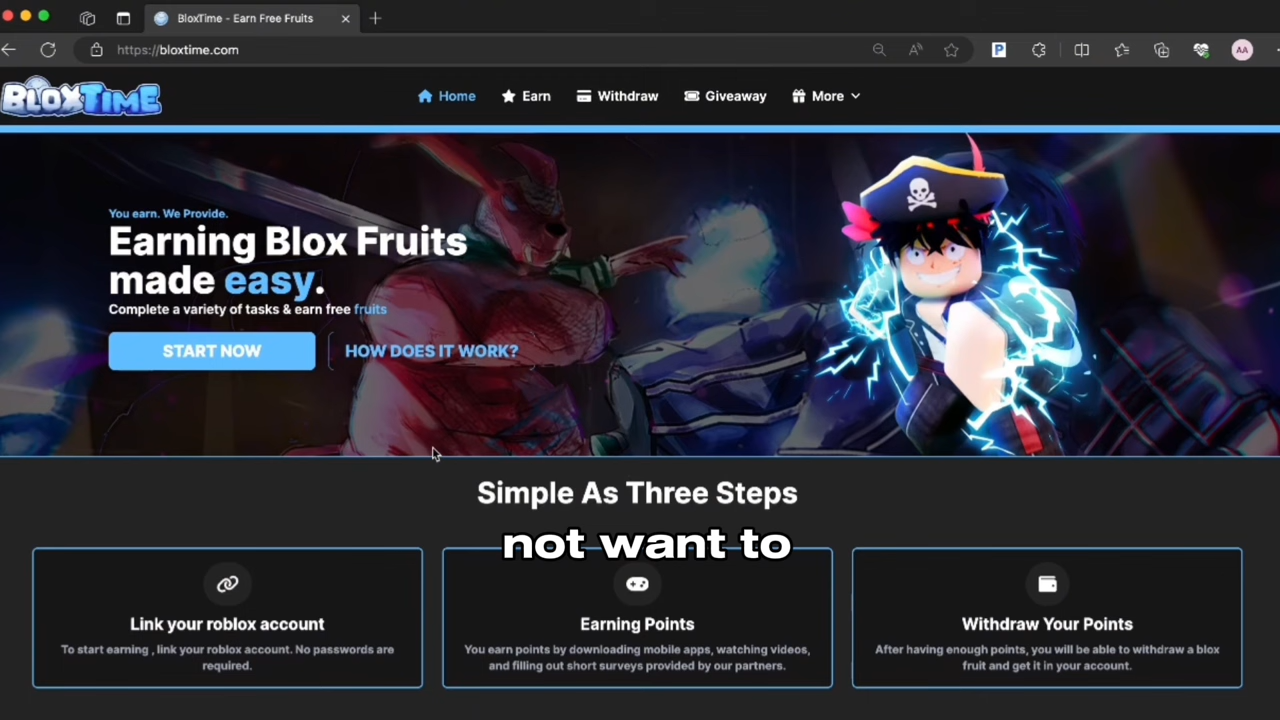 BloxTime - Earn Free Fruits
https://bloxtime.com
P
AA
BLOXTIME
Home
Earn
Withdraw
Giveaway
More
You earn. We Provide.
Earning Blox Fruits
made easy.
Complete a variety of tasks & earn free fruits
START NOW
HOW DOES IT WORK?
Simple As Three Steps
not want to
Link your roblox account
To start earning , link your roblox account. No passwords are
required.
Earning Points
You earn points by downloading mobile apps, watching videos,
and filling out short surveys provided by our partners.
Withdraw Your Points
After having enough points, you will be able to withdraw a blox
fruit and get it in your account.